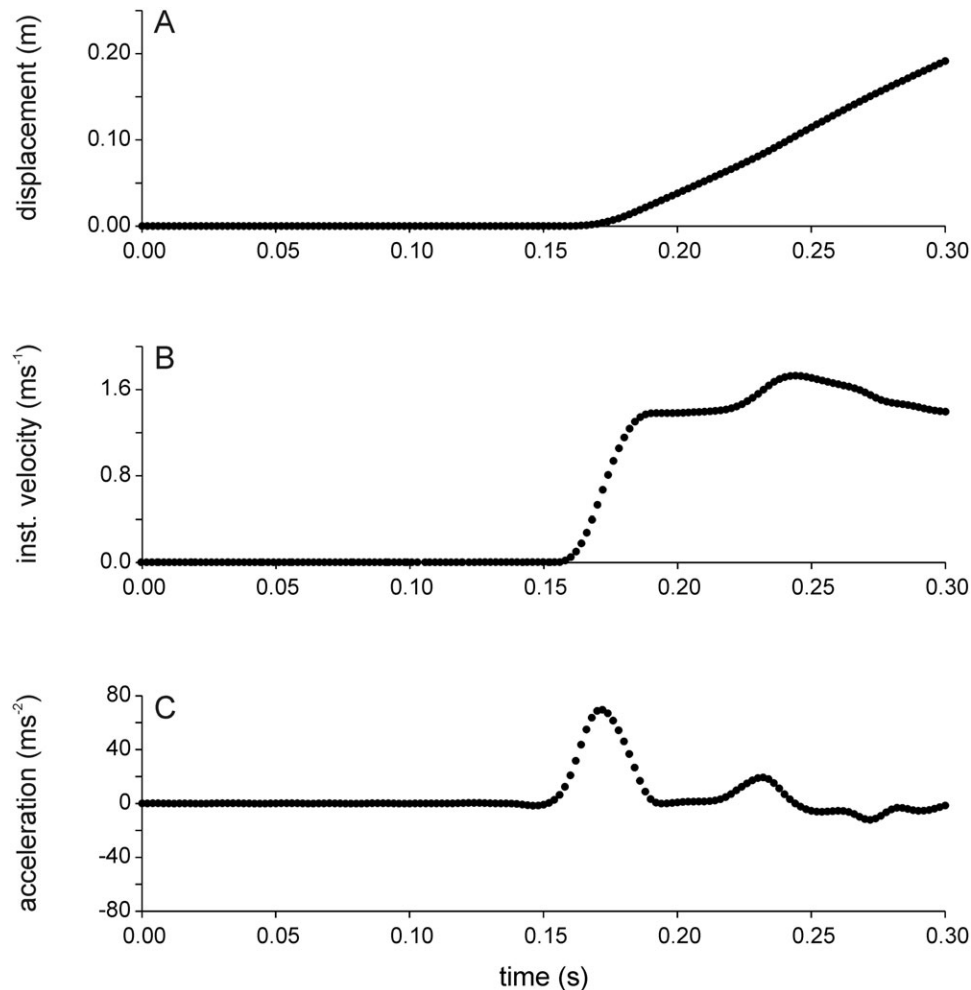 A
displacement (m)
0.20
0.10
0.00
0.00 0.05 0.10 0.15 0.20 0.25 0.30
B
inst. velocity (ms⁻¹)
1.6
0.8
0.0
0.00 0.05 0.10 0.15 0.20 0.25 0.30
C
acceleration (ms⁻²)
80
40
0
-40
-80
0.00 0.05 0.10 0.15 0.20 0.25 0.30
time (s)